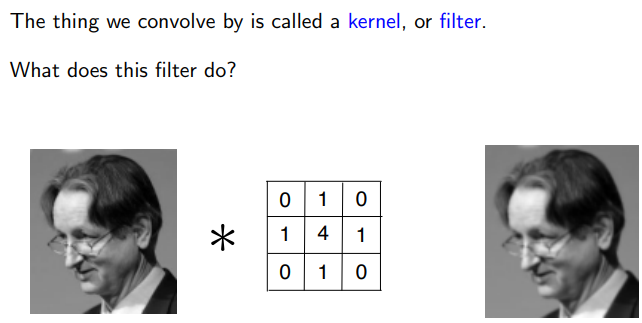 The thing we convolve by is called a kernel, or filter.
What does this filter do?
0 1 0
∗ 1 4 1
0 1 0